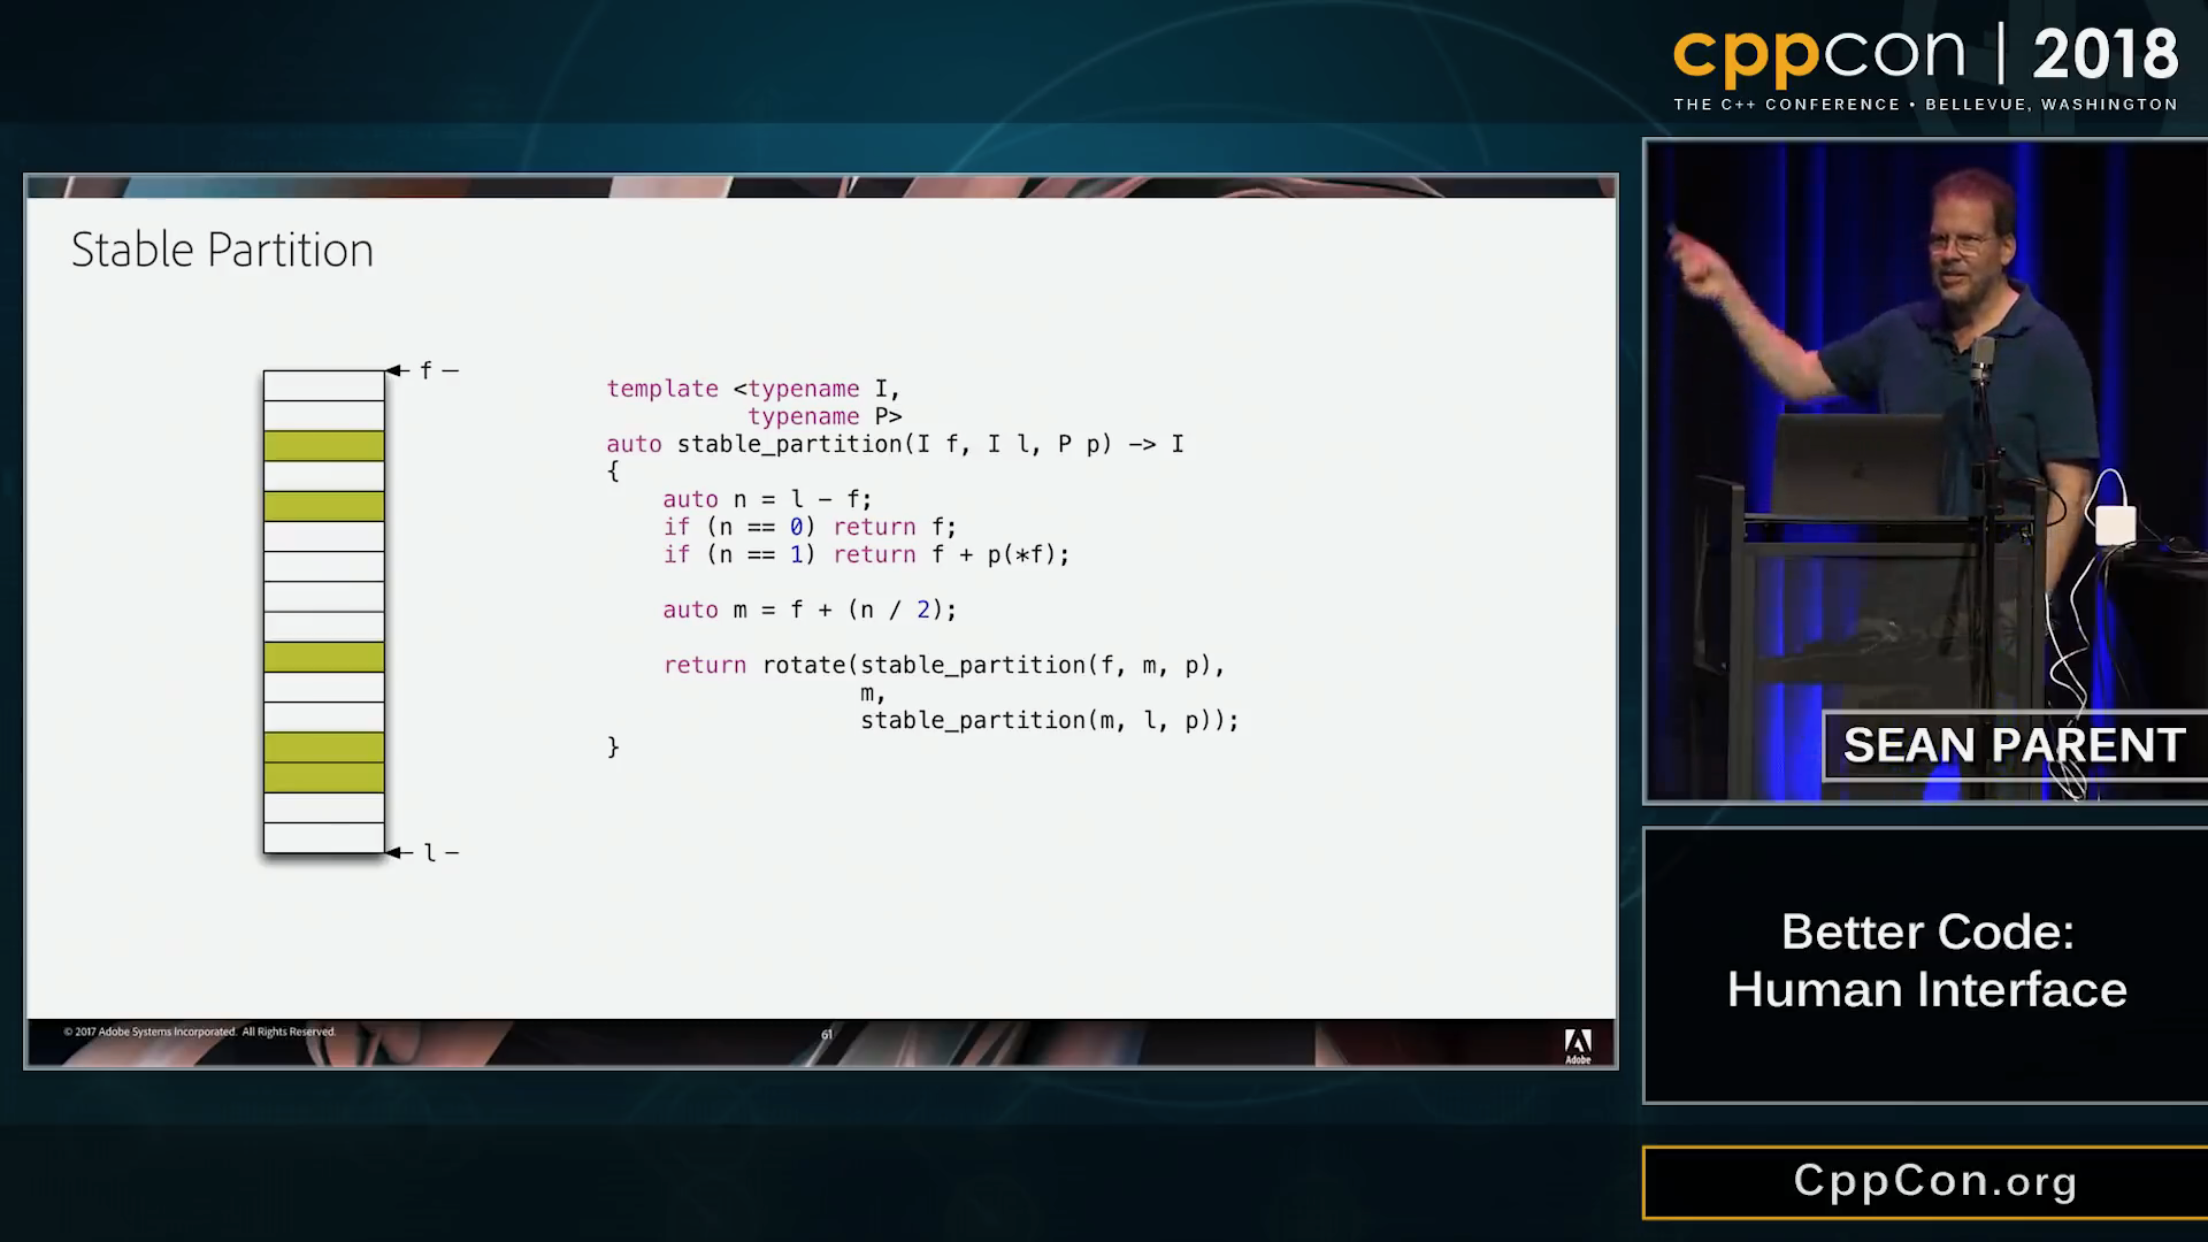 cppcon | 2018
THE C++ CONFERENCE • BELLEVUE, WASHINGTON
Stable Partition
f
l
template <typename I,
          typename P>
auto stable_partition(I f, I l, P p) -> I
{
    auto n = l - f;
    if (n == 0) return f;
    if (n == 1) return f + p(*f);
    auto m = f + (n / 2);
    return rotate(stable_partition(f, m, p),
                  m,
                  stable_partition(m, l, p));
}
© 2017 Adobe Systems Incorporated. All Rights Reserved.
61
Adobe
SEAN PARENT
Better Code:
Human Interface
CppCon.org